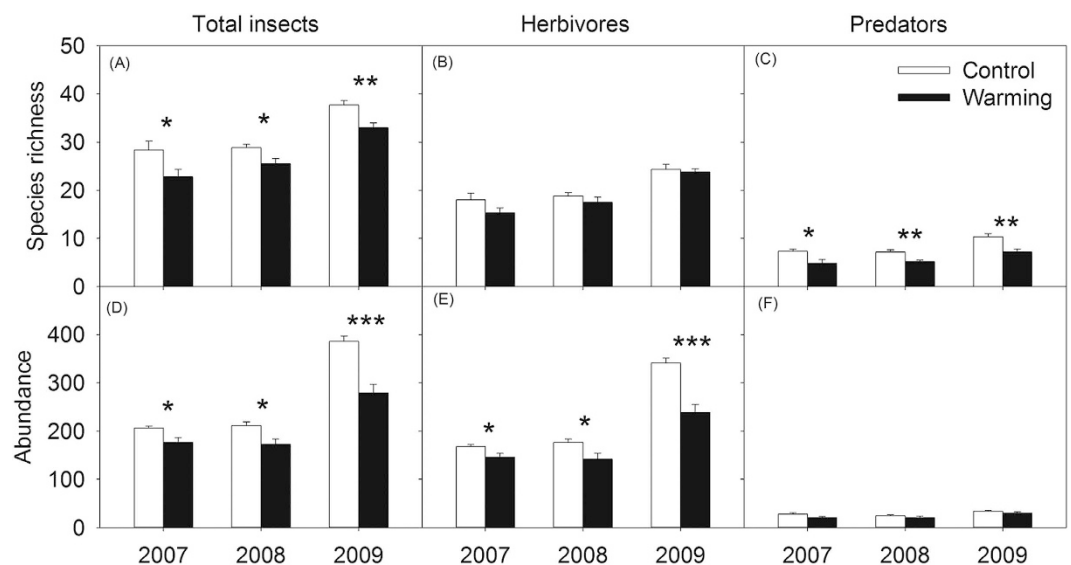 Total insects Herbivores Predators
Species richness
50
40
30
20
10
0
(A)
*
*
**
(B)
(C)
Control
Warming
*
**
**
Abundance
400
300
200
100
0
(D)
*
*
***
(E)
*
*
***
(F)
2007 2008 2009 2007 2008 2009 2007 2008 2009